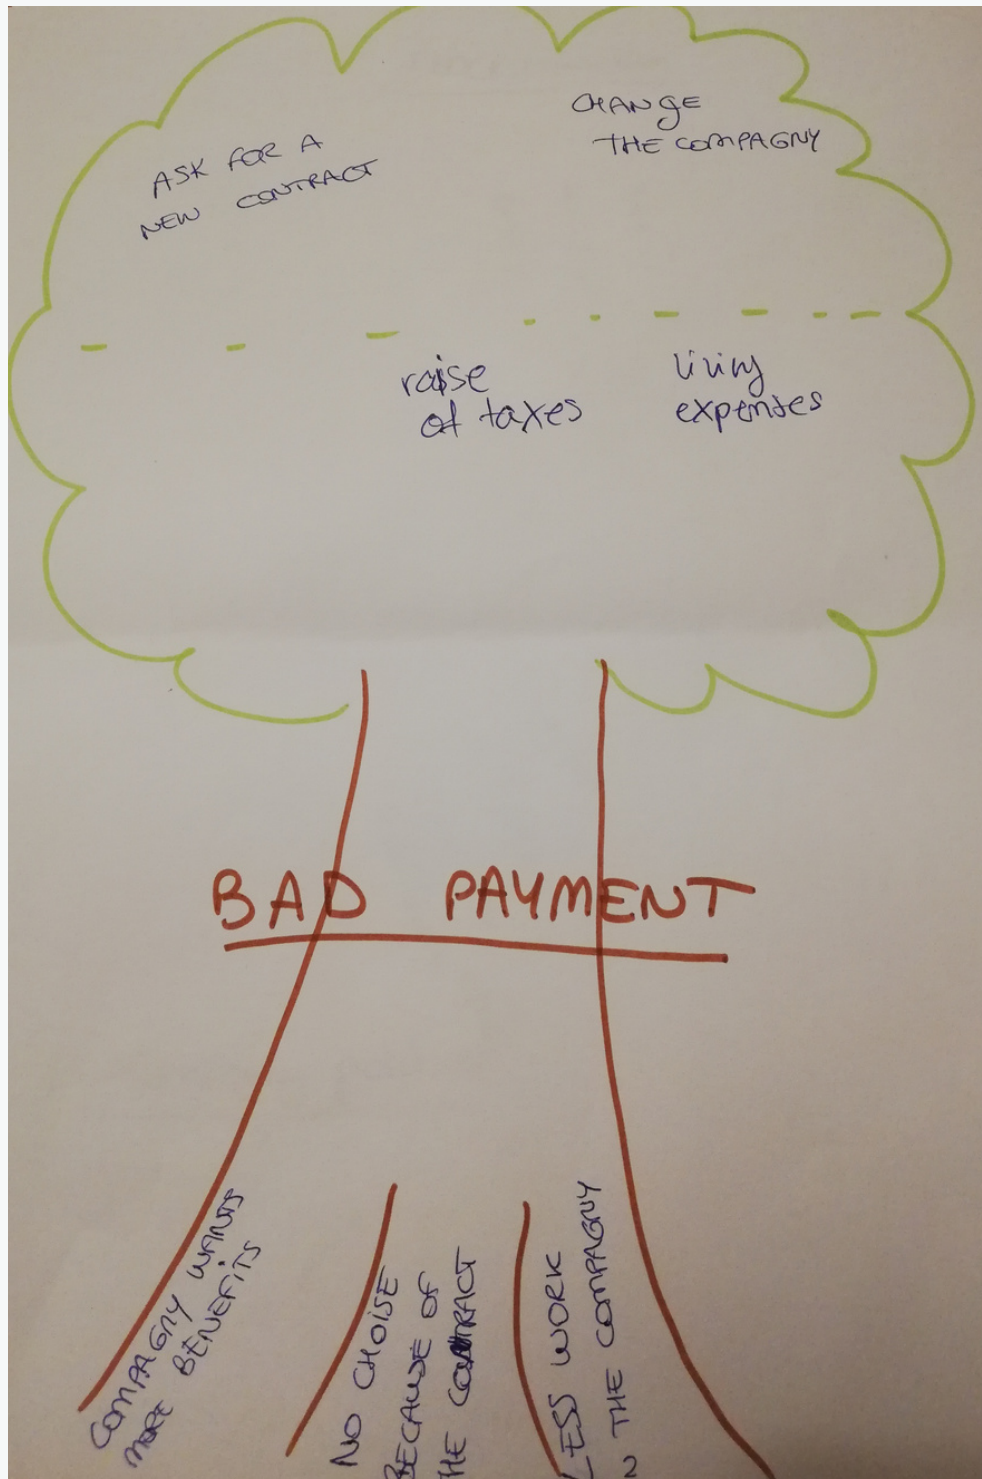 ASK FOR A
NEW CONTRACT
CHANGE
THE COMPAGNY
raise
of taxes
living
expenses
BAD PAYMENT
COMPAGNY WANTS
MORE BENEFITS
NO CHOISE
BECAUSE OF
THE CONTRACT
LESS WORK
THE COMPAGNY